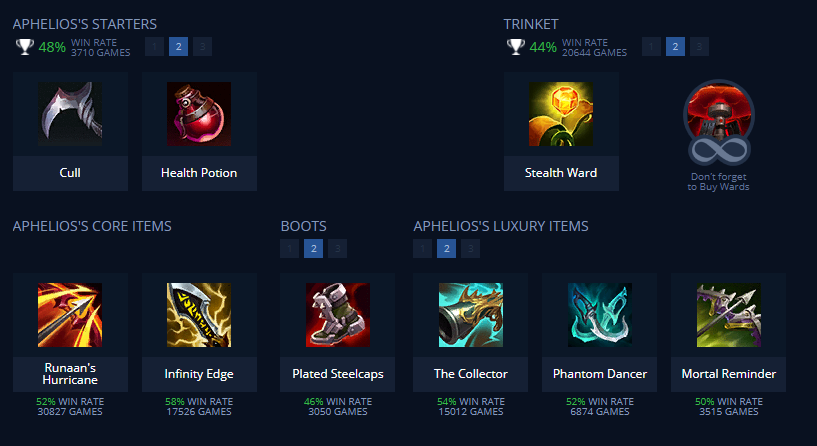 APHELIOS'S STARTERS
48% WIN RATE
3710 GAMES
1 2 3
TRINKET
44% WIN RATE
20644 GAMES
1 2 3
Cull
Health Potion
Stealth Ward
Don't forget
to Buy Wards
APHELIOS'S CORE ITEMS
BOOTS
1 2 3
APHELIOS'S LUXURY ITEMS
1 2 3
Runaan's
Hurricane
Infinity Edge
Plated Steelcaps
The Collector
Phantom Dancer
Mortal Reminder
52% WIN RATE
30827 GAMES
58% WIN RATE
17526 GAMES
46% WIN RATE
3050 GAMES
54% WIN RATE
15012 GAMES
52% WIN RATE
6874 GAMES
50% WIN RATE
3515 GAMES